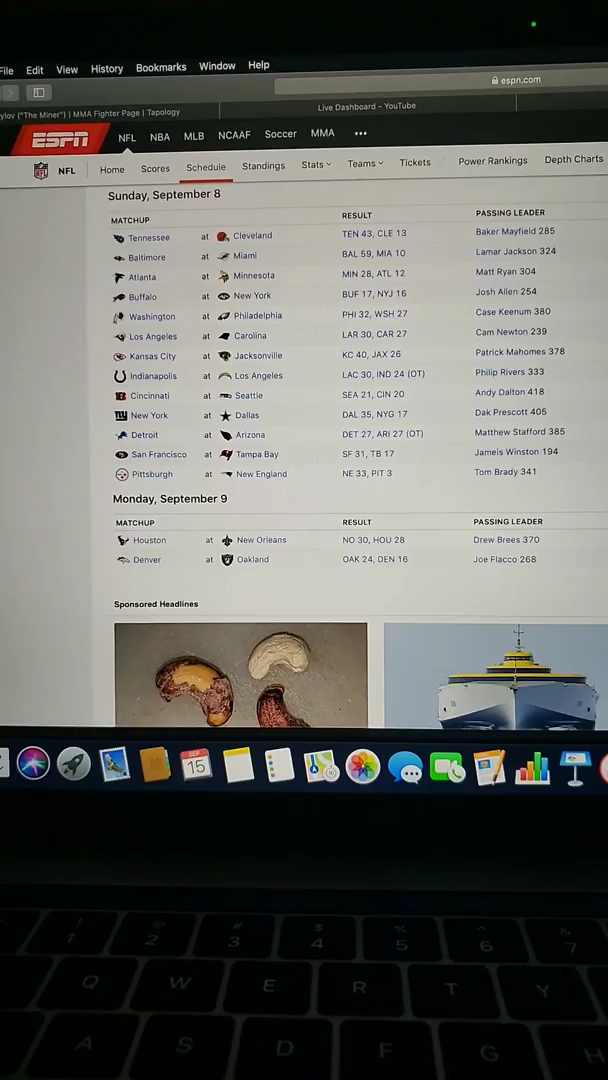 File Edit View History Bookmarks Window Help
espn.com
ylov ("The Miner") | MMA Fighter Page | Tapology
Live Dashboard - YouTube
ESPN NFL NBA MLB NCAAF Soccer MMA •••
NFL Home Scores Schedule Standings Stats Teams Tickets Power Rankings Depth Charts
Sunday, September 8
MATCHUP RESULT PASSING LEADER
Tennessee at Cleveland TEN 43, CLE 13 Baker Mayfield 285
Baltimore at Miami BAL 59, MIA 10 Lamar Jackson 324
Atlanta at Minnesota MIN 28, ATL 12 Matt Ryan 304
Buffalo at New York BUF 17, NYJ 16 Josh Allen 254
Washington at Philadelphia PHI 32, WSH 27 Case Keenum 380
Los Angeles at Carolina LAR 30, CAR 27 Cam Newton 239
Kansas City at Jacksonville KC 40, JAX 26 Patrick Mahomes 378
Indianapolis at Los Angeles LAC 30, IND 24 (OT) Philip Rivers 333
Cincinnati at Seattle SEA 21, CIN 20 Andy Dalton 418
New York at Dallas DAL 35, NYG 17 Dak Prescott 405
Detroit at Arizona DET 27, ARI 27 (OT) Matthew Stafford 385
San Francisco at Tampa Bay SF 31, TB 17 Jameis Winston 194
Pittsburgh at New England NE 33, PIT 3 Tom Brady 341
Monday, September 9
MATCHUP RESULT PASSING LEADER
Houston at New Orleans NO 30, HOU 28 Drew Brees 370
Denver at Oakland OAK 24, DEN 16 Joe Flacco 268
Sponsored Headlines
SEP
15
! @ # $ % ^ &
1 2 3 4 5 6 7
Q W E R T Y
A S D F G H